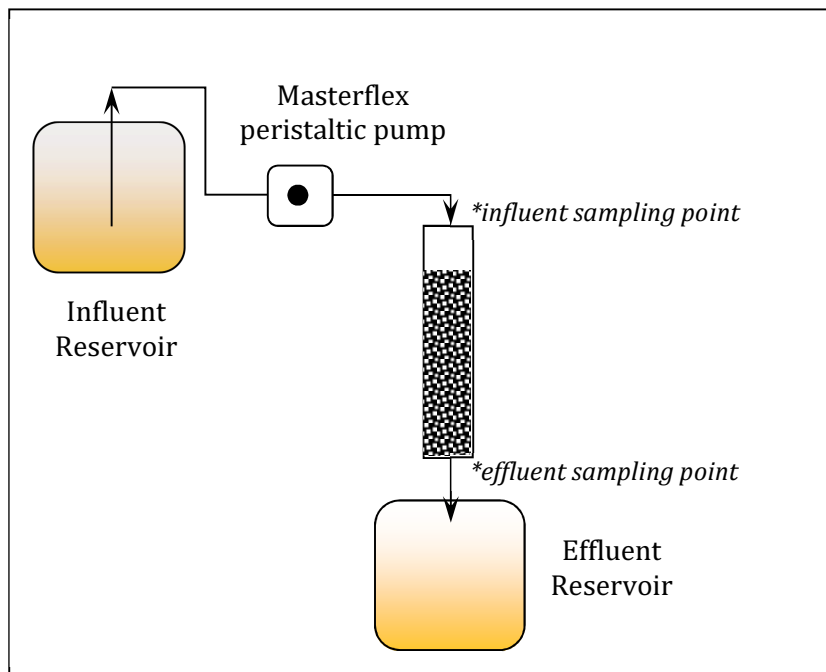 Masterflex
peristaltic pump
*influent sampling point
Influent
Reservoir
*effluent sampling point
Effluent
Reservoir